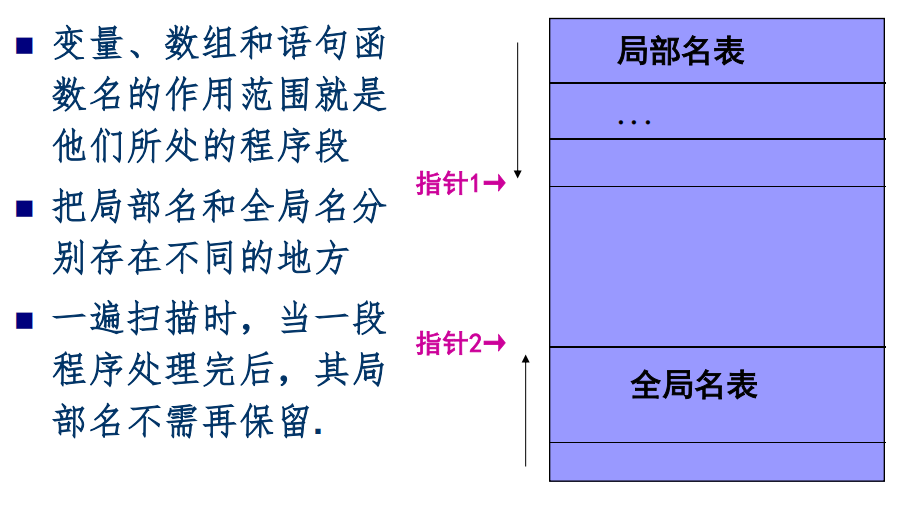 ■ 变量、数组和语句函
数名的作用范围就是
他们所处的程序段
■ 把局部名和全局名分
别存在不同的地方
■ 一遍扫描时，当一段
程序处理完后，其局
部名不需再保留.
局部名表
...
指针1→
指针2→
全局名表